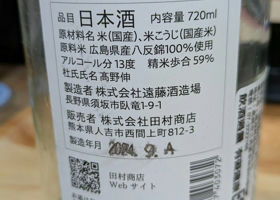 品目 日本酒 内容量 720ml
原材料名 米(国産)、米こうじ(国産)
原料米 広島県産八反錦100%使用
アルコール分 13度 精米歩合 59%
杜氏氏名 髙野伸
製造者 株式会社遠藤酒造場
長野県須坂市臥竜1-9-1
販売者 株式会社田村商店
熊本県人吉市西間上町812-3
製造年月 2024. 9. A
田村商店
Webサイト